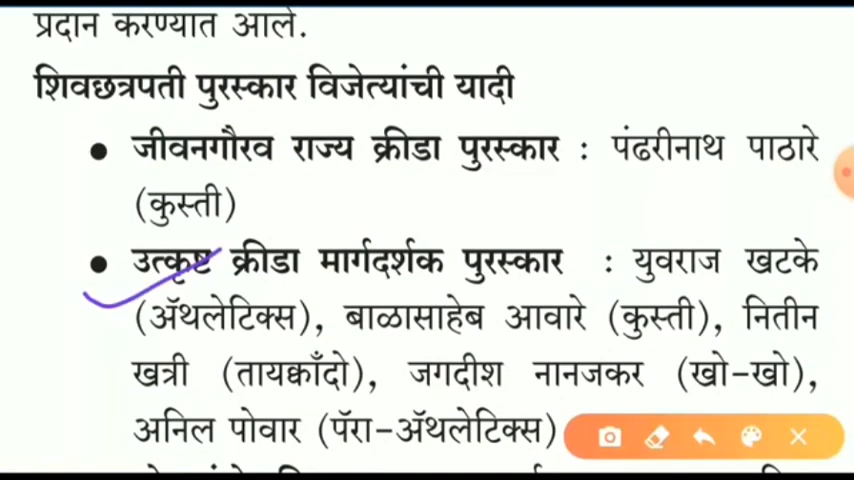 प्रदान करण्यात आले.
शिवछत्रपती पुरस्कार विजेत्यांची यादी
● जीवनगौरव राज्य क्रीडा पुरस्कार : पंढरीनाथ पाठारे
(कुस्ती)
● उत्कृष्ट क्रीडा मार्गदर्शक पुरस्कार : युवराज खटके
(ॲथलेटिक्स), बाळासाहेब आवारे (कुस्ती), नितीन
खत्री (तायक्वाँदो), जगदीश नानजकर (खो-खो),
अनिल पोवार (पॅरा-ॲथलेटिक्स)